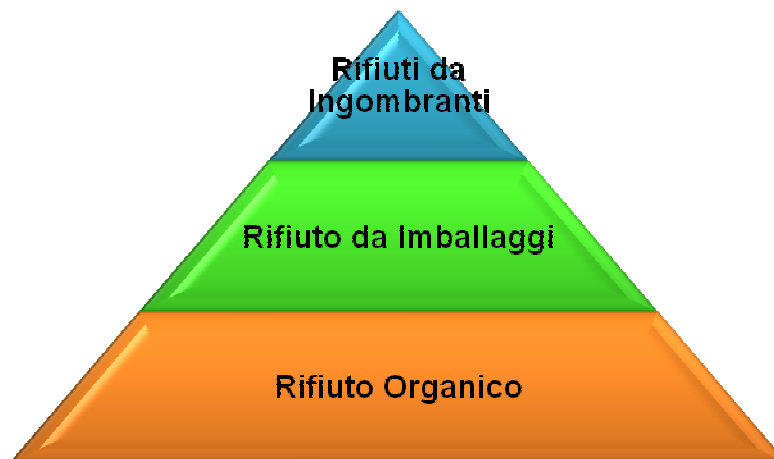 Rifiuti da
Ingombranti
Rifiuto da Imballaggi
Rifiuto Organico